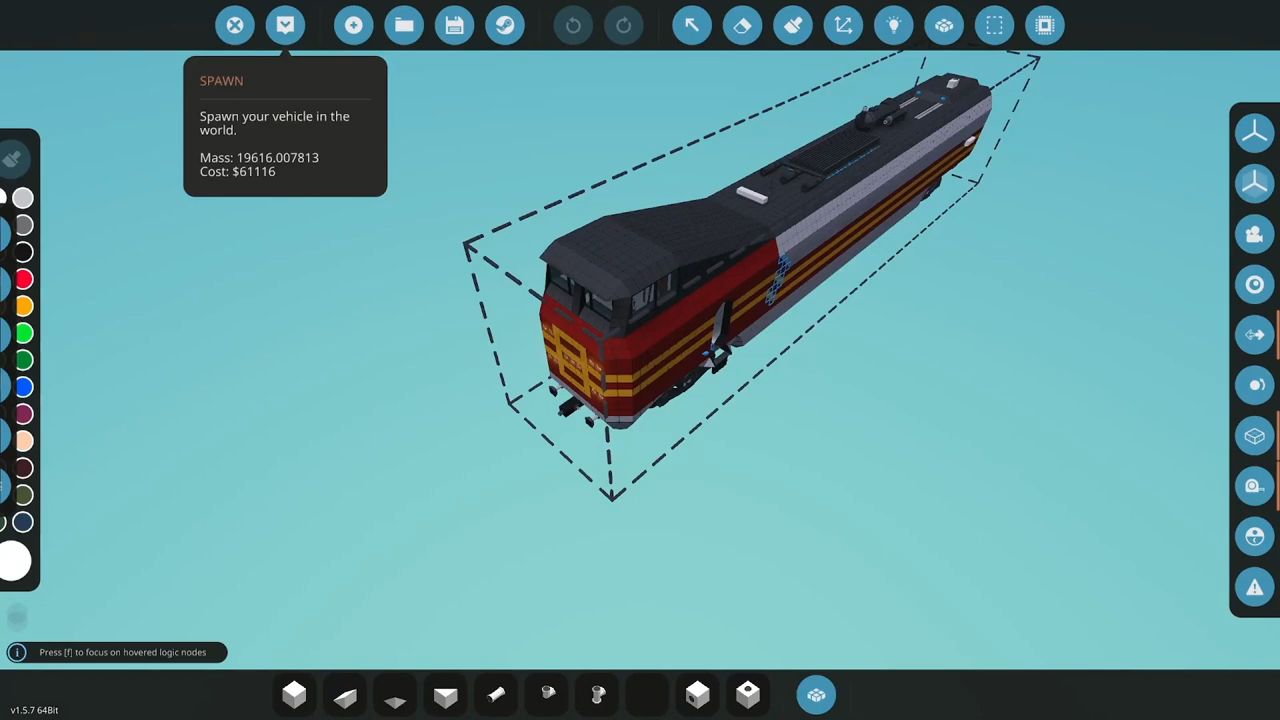 SPAWN
Spawn your vehicle in the
world.
Mass: 19616.007813
Cost: $61116
Press [f] to focus on hovered logic nodes
v1.5.7 64Bit